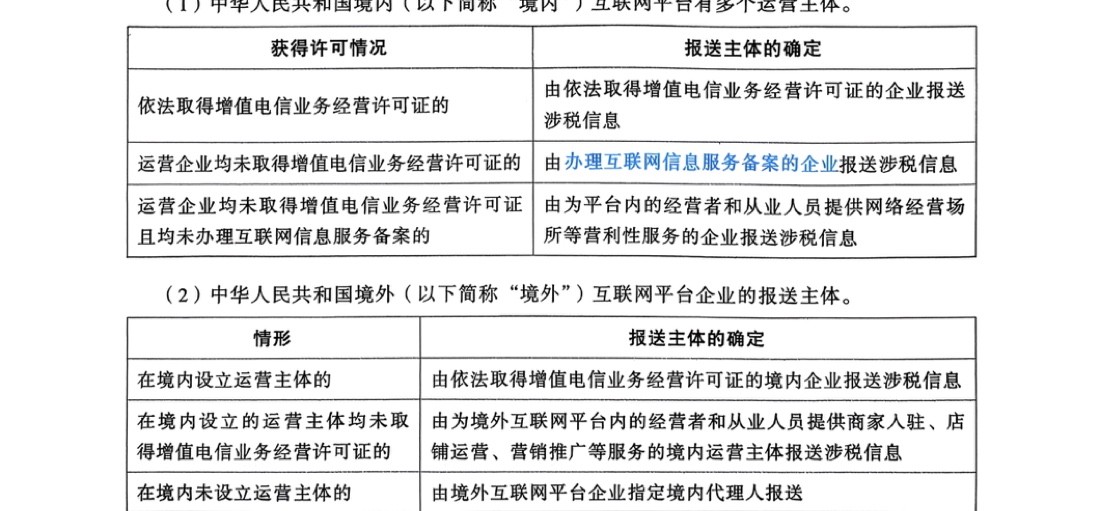 （1）中华人民共和国境内（以下简称“境内”）互联网平台有多个运营主体。
获得许可情况
报送主体的确定
依法取得增值电信业务经营许可证的
由依法取得增值电信业务经营许可证的企业报送
涉税信息
运营企业均未取得增值电信业务经营许可证的
由办理互联网信息服务备案的企业报送涉税信息
运营企业均未取得增值电信业务经营许可证
且均未办理互联网信息服务备案的
由为平台内的经营者和从业人员提供网络经营场
所等营利性服务的企业报送涉税信息
（2）中华人民共和国境外（以下简称“境外”）互联网平台企业的报送主体。
情形
报送主体的确定
在境内设立运营主体的
由依法取得增值电信业务经营许可证的境内企业报送涉税信息
在境内设立的运营主体均未取
得增值电信业务经营许可证的
由为境外互联网平台内的经营者和从业人员提供商家入驻、店
铺运营、营销推广等服务的境内运营主体报送涉税信息
在境内未设立运营主体的
由境外互联网平台企业指定境内代理人报送